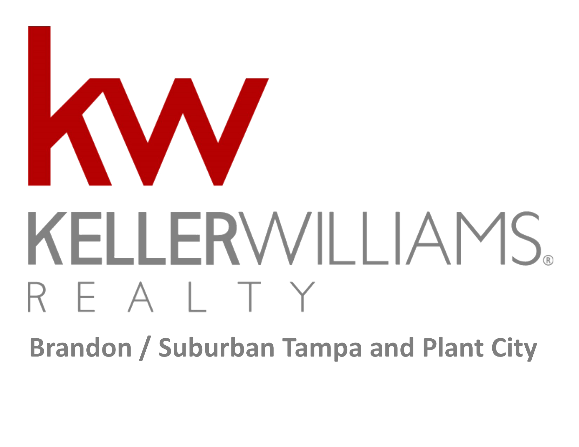 kw
KELLERWILLIAMS®
REALTY
Brandon / Suburban Tampa and Plant City